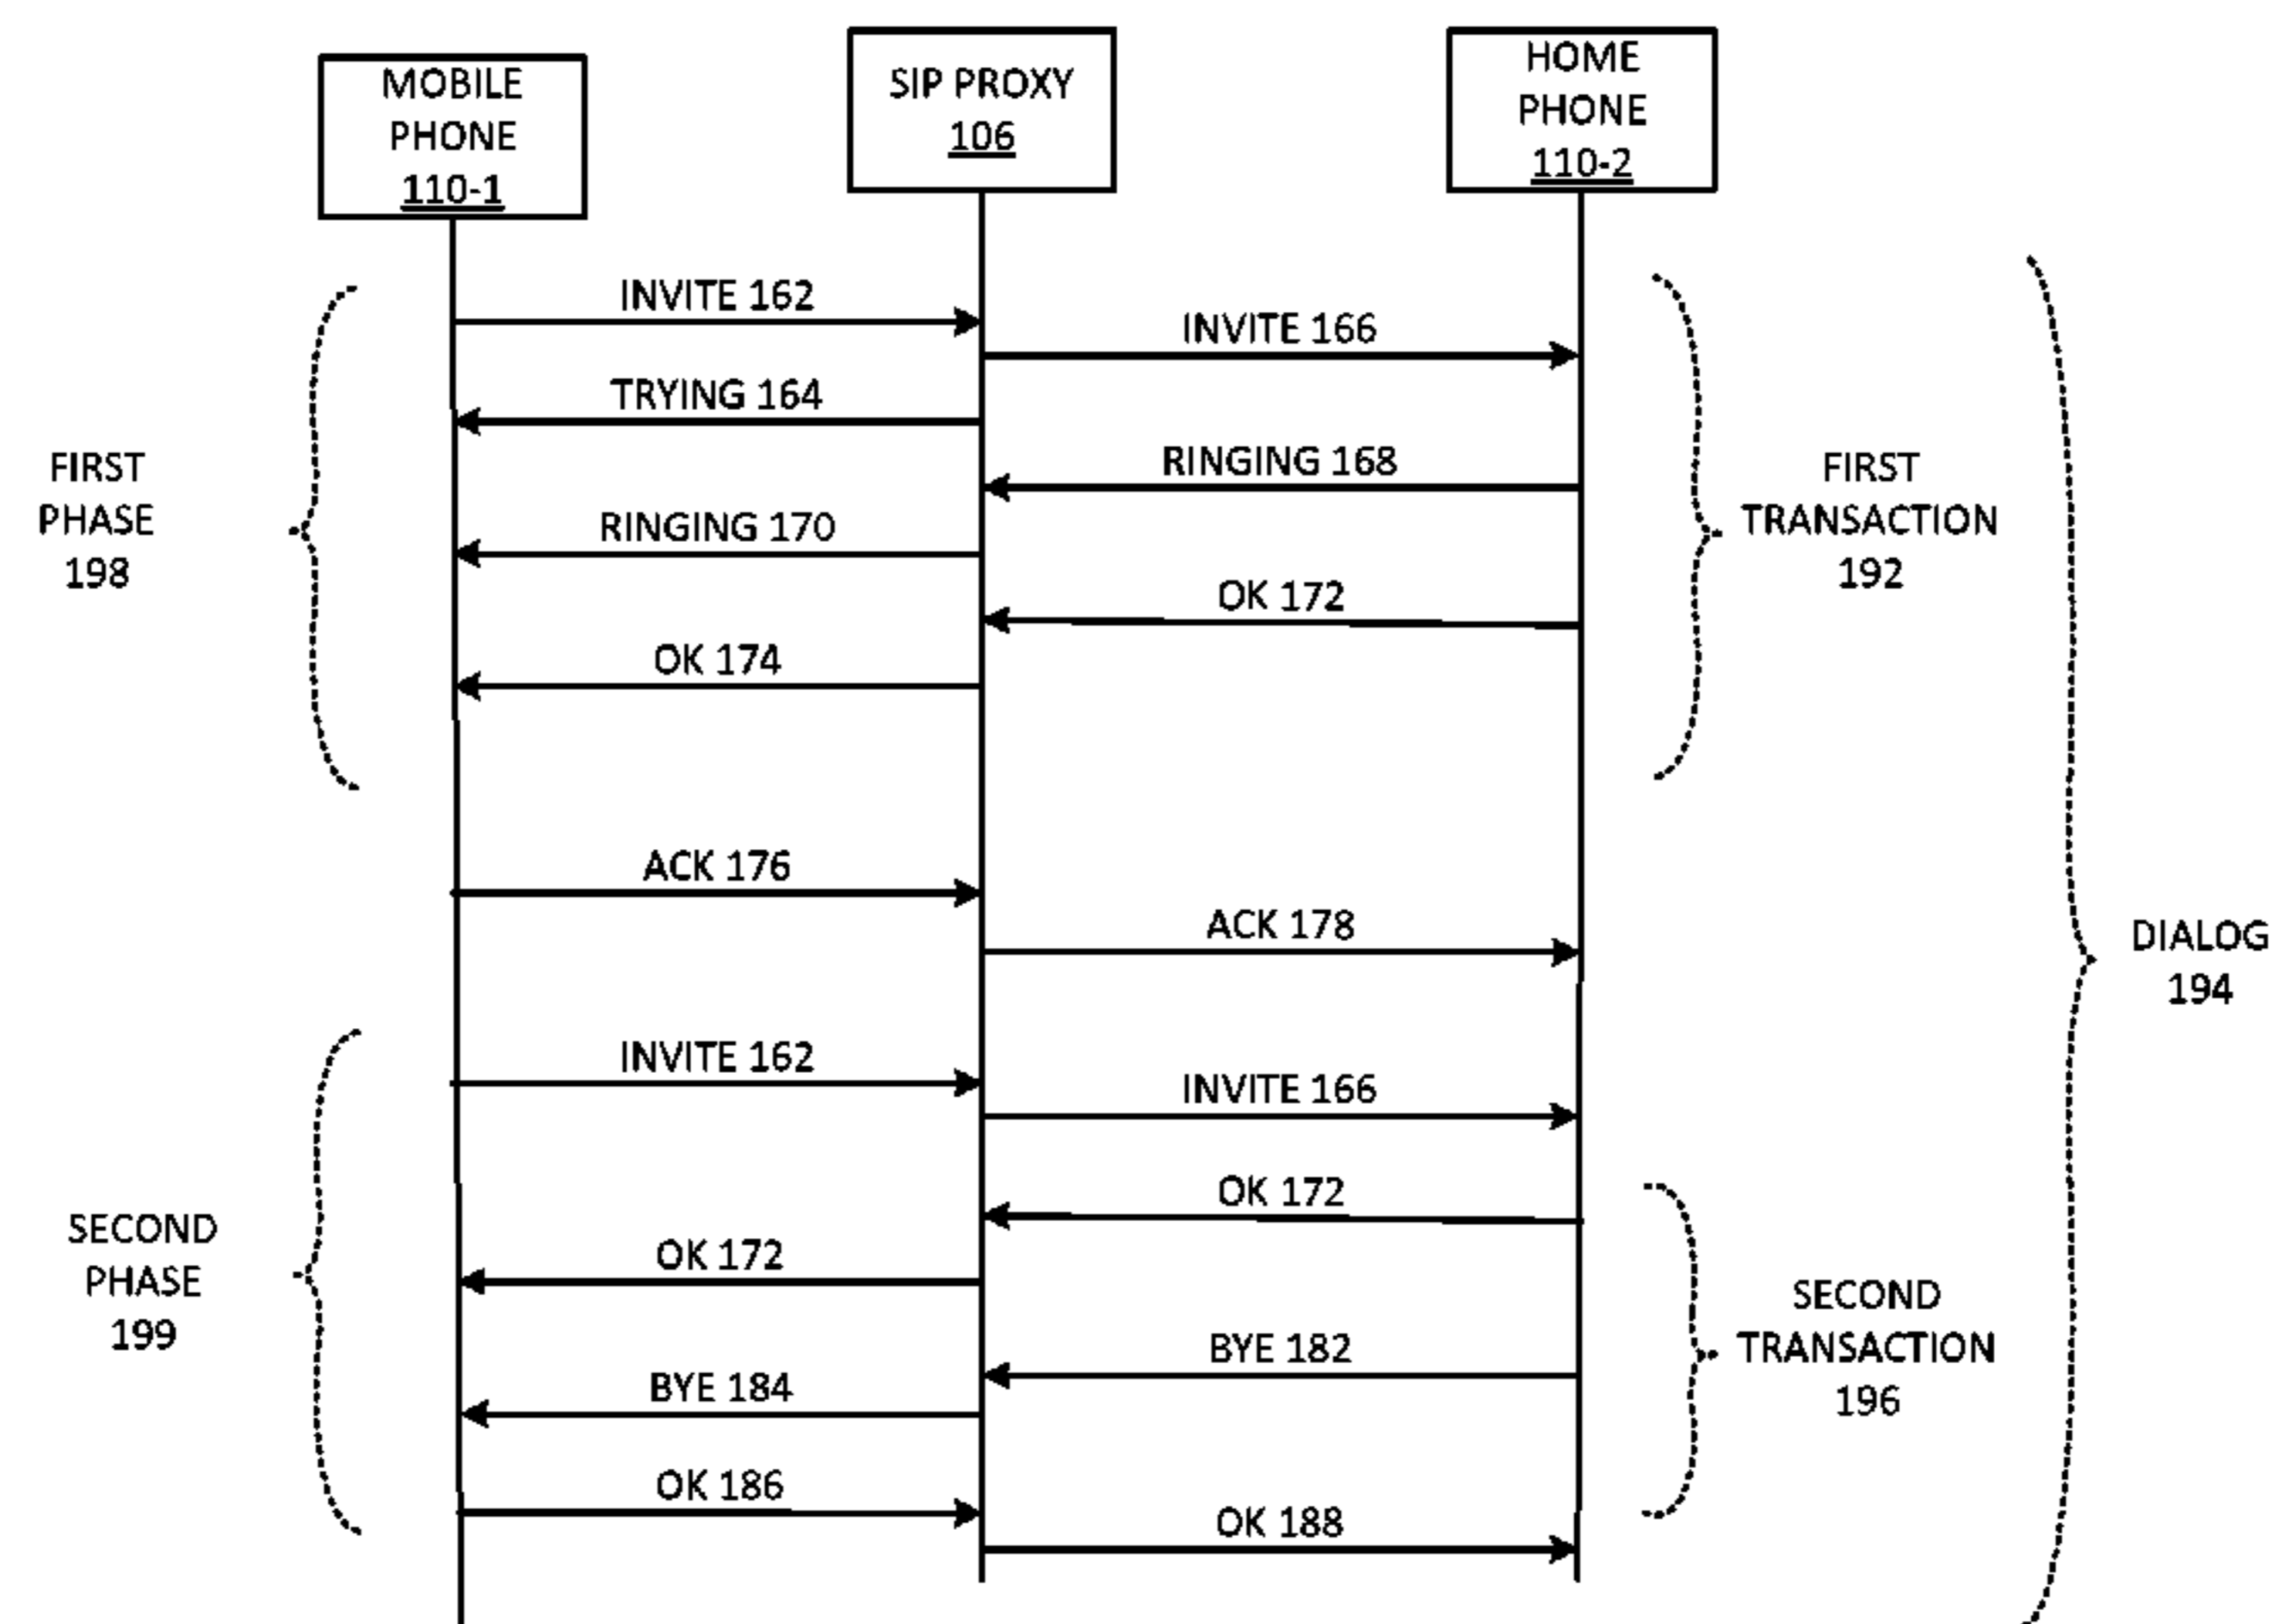 MOBILE
PHONE
110-1
SIP PROXY
106
HOME
PHONE
110-2
INVITE 162
INVITE 166
TRYING 164
RINGING 168
RINGING 170
OK 172
OK 174
FIRST
PHASE
198
FIRST
TRANSACTION
192
ACK 176
ACK 178
DIALOG
194
INVITE 162
INVITE 166
OK 172
OK 172
BYE 182
BYE 184
OK 186
OK 188
SECOND
PHASE
199
SECOND
TRANSACTION
196